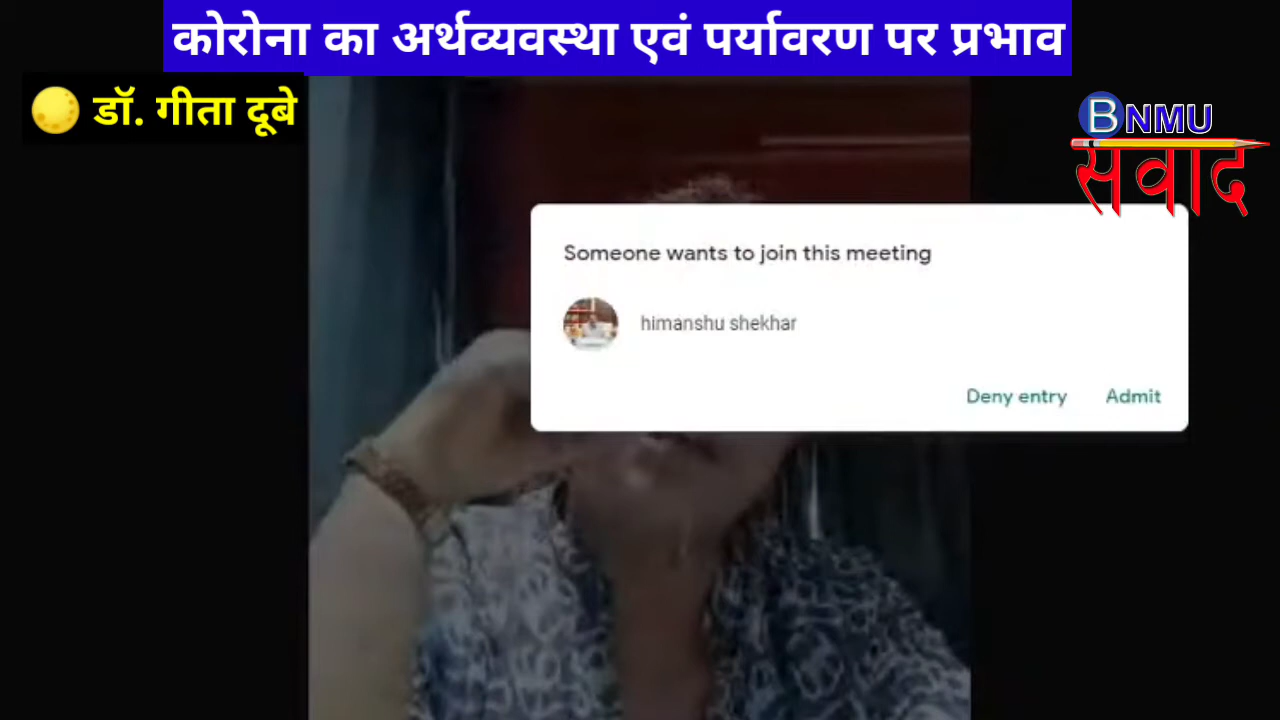 कोरोना का अर्थव्यवस्था एवं पर्यावरण पर प्रभाव
डॉ. गीता दूबे
BNMU
संवाद
Someone wants to join this meeting
himanshu shekhar
Deny entry Admit